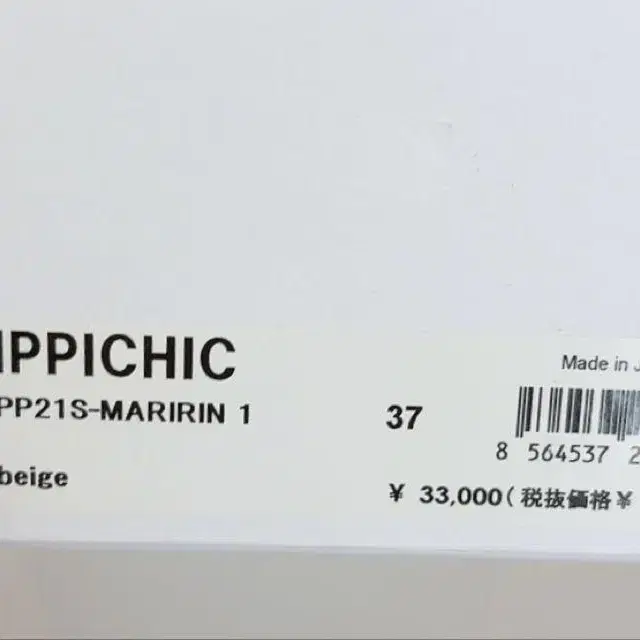 IPPICHIC
Made in J
PP21S-MARIRIN 1
37
8 564537 2
beige
¥ 33,000(税抜価格¥